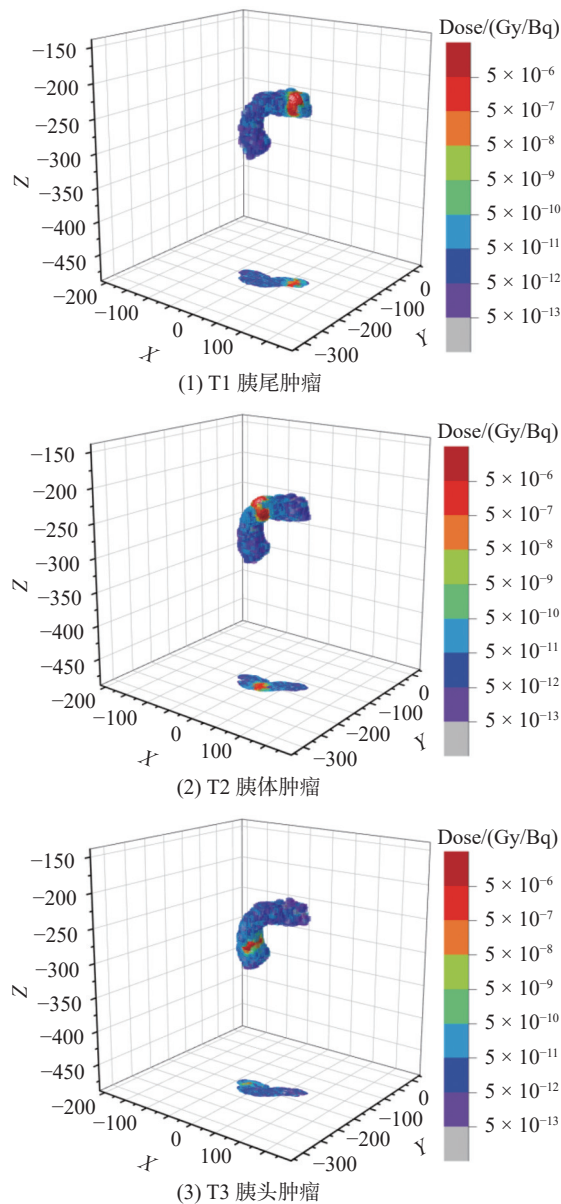 Dose/(Gy/Bq)
−150
−200
−250
−300
−350
−400
−450
Z
5 × 10⁻⁶
5 × 10⁻⁷
5 × 10⁻⁸
5 × 10⁻⁹
5 × 10⁻¹⁰
5 × 10⁻¹¹
5 × 10⁻¹²
5 × 10⁻¹³
−200
−100
0
100
X
−300
−200
−100
0
Y
(1) T1 胰尾肿瘤
Dose/(Gy/Bq)
−150
−200
−250
−300
−350
−400
−450
Z
5 × 10⁻⁶
5 × 10⁻⁷
5 × 10⁻⁸
5 × 10⁻⁹
5 × 10⁻¹⁰
5 × 10⁻¹¹
5 × 10⁻¹²
5 × 10⁻¹³
−200
−100
0
100
X
−300
−200
−100
0
Y
(2) T2 胰体肿瘤
Dose/(Gy/Bq)
−150
−200
−250
−300
−350
−400
−450
Z
5 × 10⁻⁶
5 × 10⁻⁷
5 × 10⁻⁸
5 × 10⁻⁹
5 × 10⁻¹⁰
5 × 10⁻¹¹
5 × 10⁻¹²
5 × 10⁻¹³
−200
−100
0
100
X
−300
−200
−100
0
Y
(3) T3 胰头肿瘤